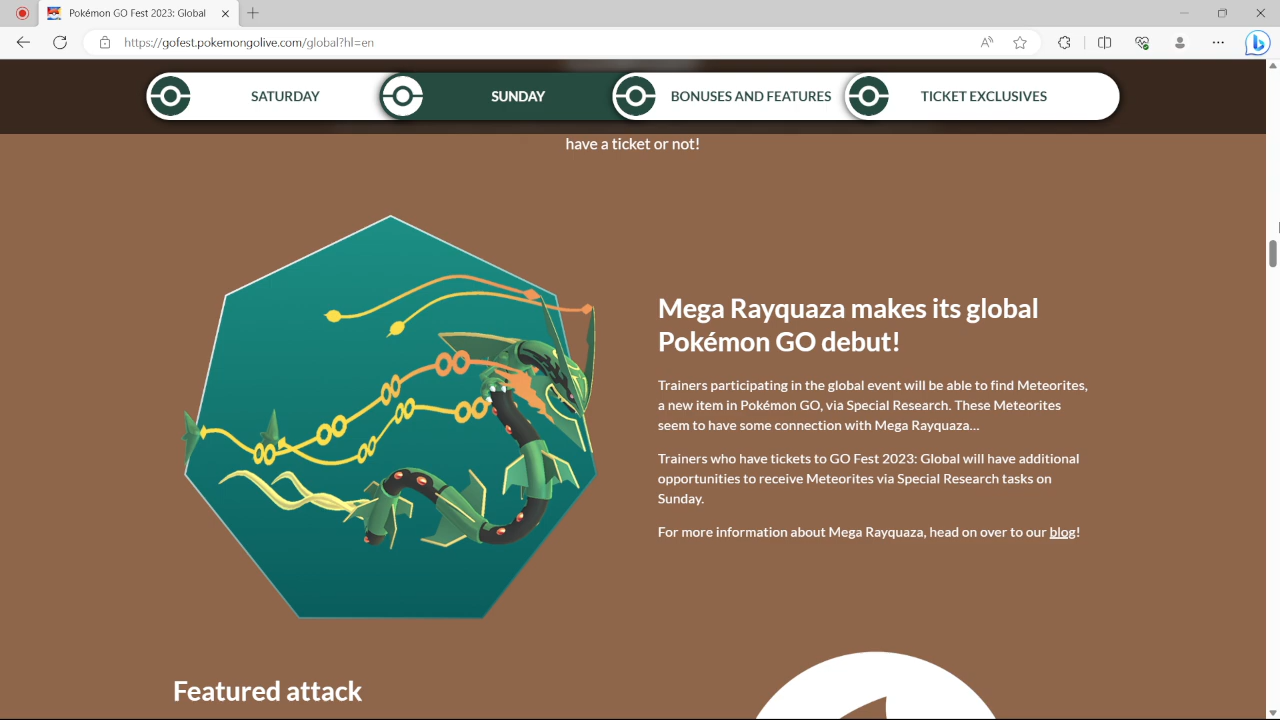 Pokémon GO Fest 2023: Global
https://gofest.pokemongolive.com/global?hl=en
SATURDAY
SUNDAY
BONUSES AND FEATURES
TICKET EXCLUSIVES
have a ticket or not!
Mega Rayquaza makes its global
Pokémon GO debut!
Trainers participating in the global event will be able to find Meteorites,
a new item in Pokémon GO, via Special Research. These Meteorites
seem to have some connection with Mega Rayquaza...
Trainers who have tickets to GO Fest 2023: Global will have additional
opportunities to receive Meteorites via Special Research tasks on
Sunday.
For more information about Mega Rayquaza, head on over to our blog!
Featured attack